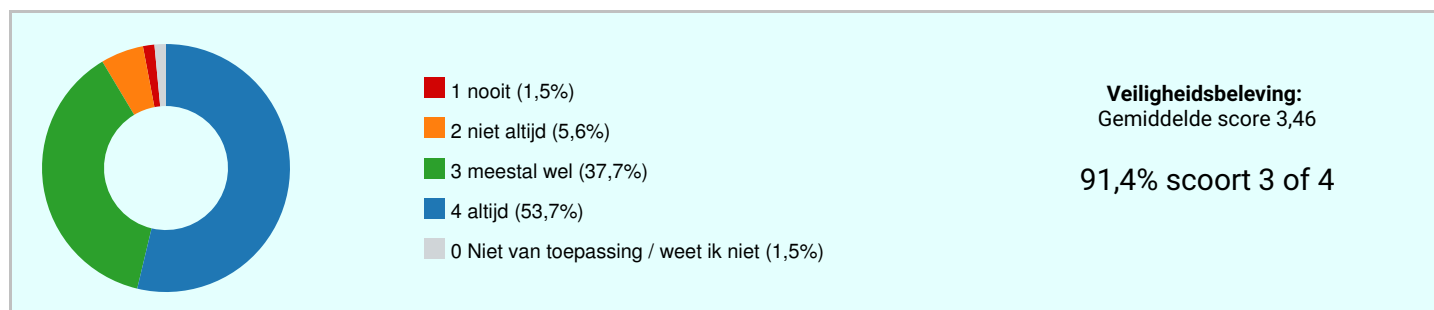 1 nooit (1,5%)
2 niet altijd (5,6%)
3 meestal wel (37,7%)
4 altijd (53,7%)
0 Niet van toepassing / weet ik niet (1,5%)
Veiligheidsbeleving:
Gemiddelde score 3,46
91,4% scoort 3 of 4